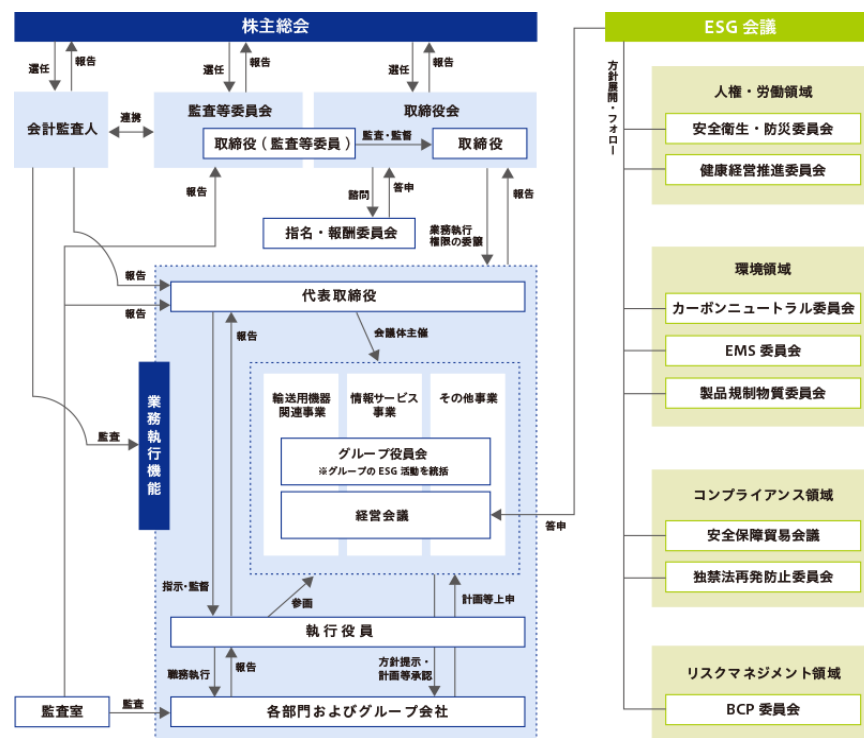 株主総会
ESG 会議
選任
報告
選任
報告
選任
報告
方針展開・フォロー
会計監査人
連携
監査等委員会
取締役（監査等委員）
監査・監督
取締役会
取締役
人権・労働領域
安全衛生・防災委員会
健康経営推進委員会
報告
諮問
答申
業務執行
権限の委譲
報告
指名・報酬委員会
環境領域
カーボンニュートラル委員会
EMS 委員会
製品規制物質委員会
報告
報告
代表取締役
報告
会議体主催
業務執行機能
監査
輸送用機器
関連事業
情報サービス
事業
その他事業
グループ役員会
※グループの ESG 活動を統括
経営会議
答申
コンプライアンス領域
安全保障貿易会議
独禁法再発防止委員会
指示・監督
参画
計画等上申
執行役員
職務執行
報告
方針提示・
計画等承認
リスクマネジメント領域
BCP 委員会
監査室
監査
各部門およびグループ会社